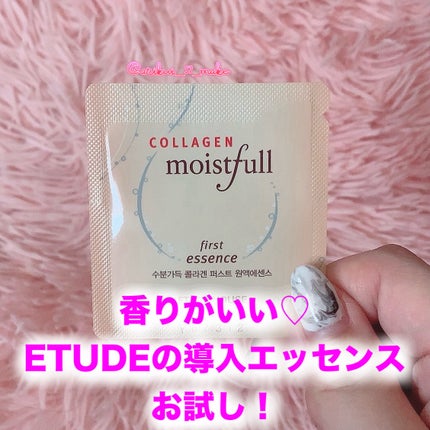 COLLAGEN
moistfull
first
essence
수분가득 콜라겐 퍼스트 원액에센스
香りがいい♡
ETUDEの導入エッセンス
お試し！